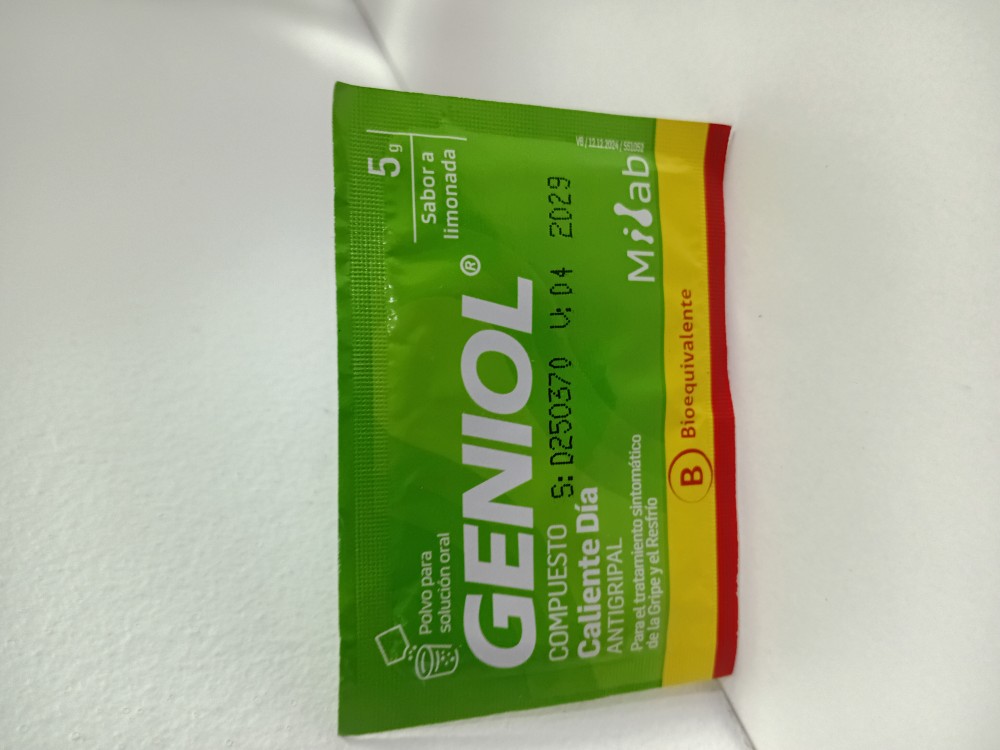 Polvo para
solución oral
5 g
Sabor a
limonada
GENIOL®
COMPUESTO
Caliente Día
ANTIGRIPAL
S: D250370 V: 04 2029
Para el tratamiento sintomático
de la Gripe y el Resfrío
Milab
B Bioequivalente